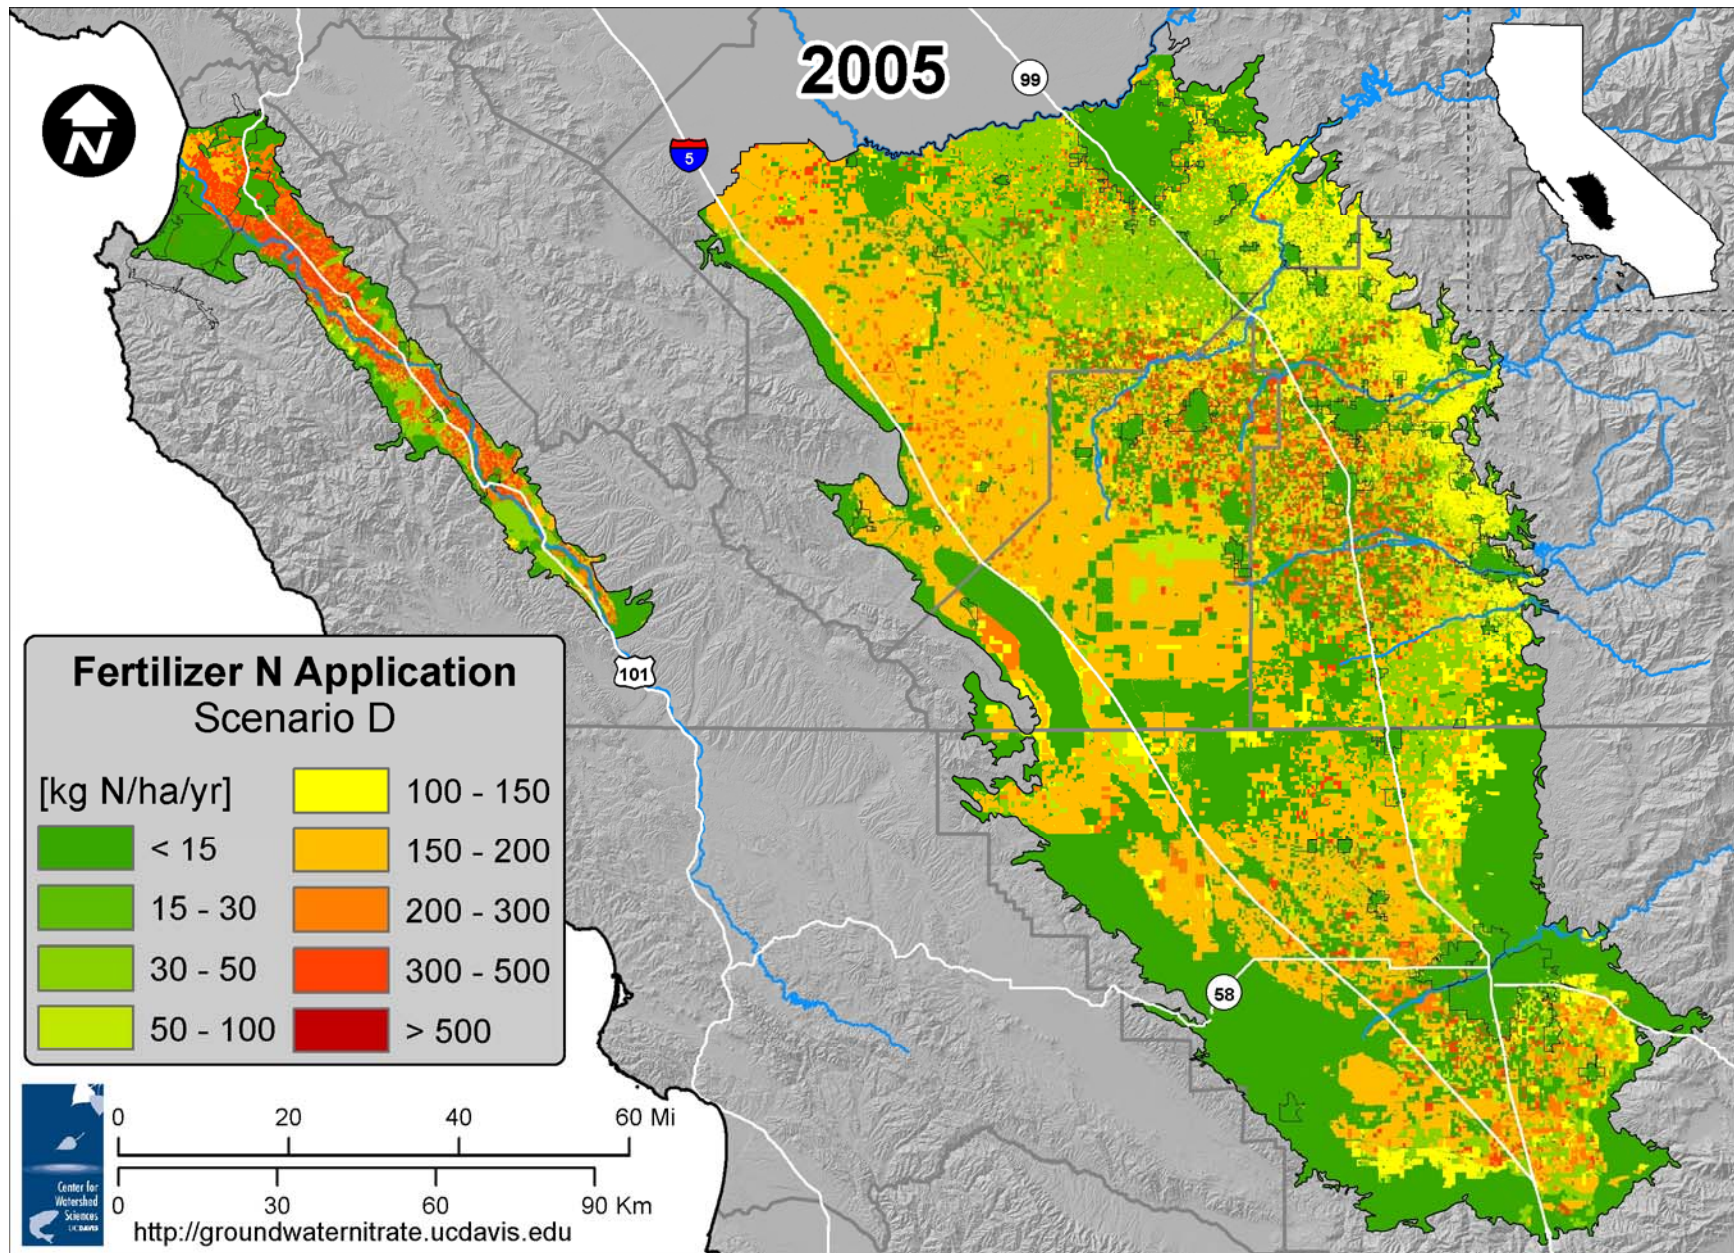 2005
99
5
N
101
Fertilizer N Application
Scenario D
[kg N/ha/yr]
< 15
15 - 30
30 - 50
50 - 100
100 - 150
150 - 200
200 - 300
300 - 500
> 500
58
0 20 40 60 Mi
0 30 60 90 Km
Center for
Watershed
Sciences
UC DAVIS
http://groundwaternitrate.ucdavis.edu